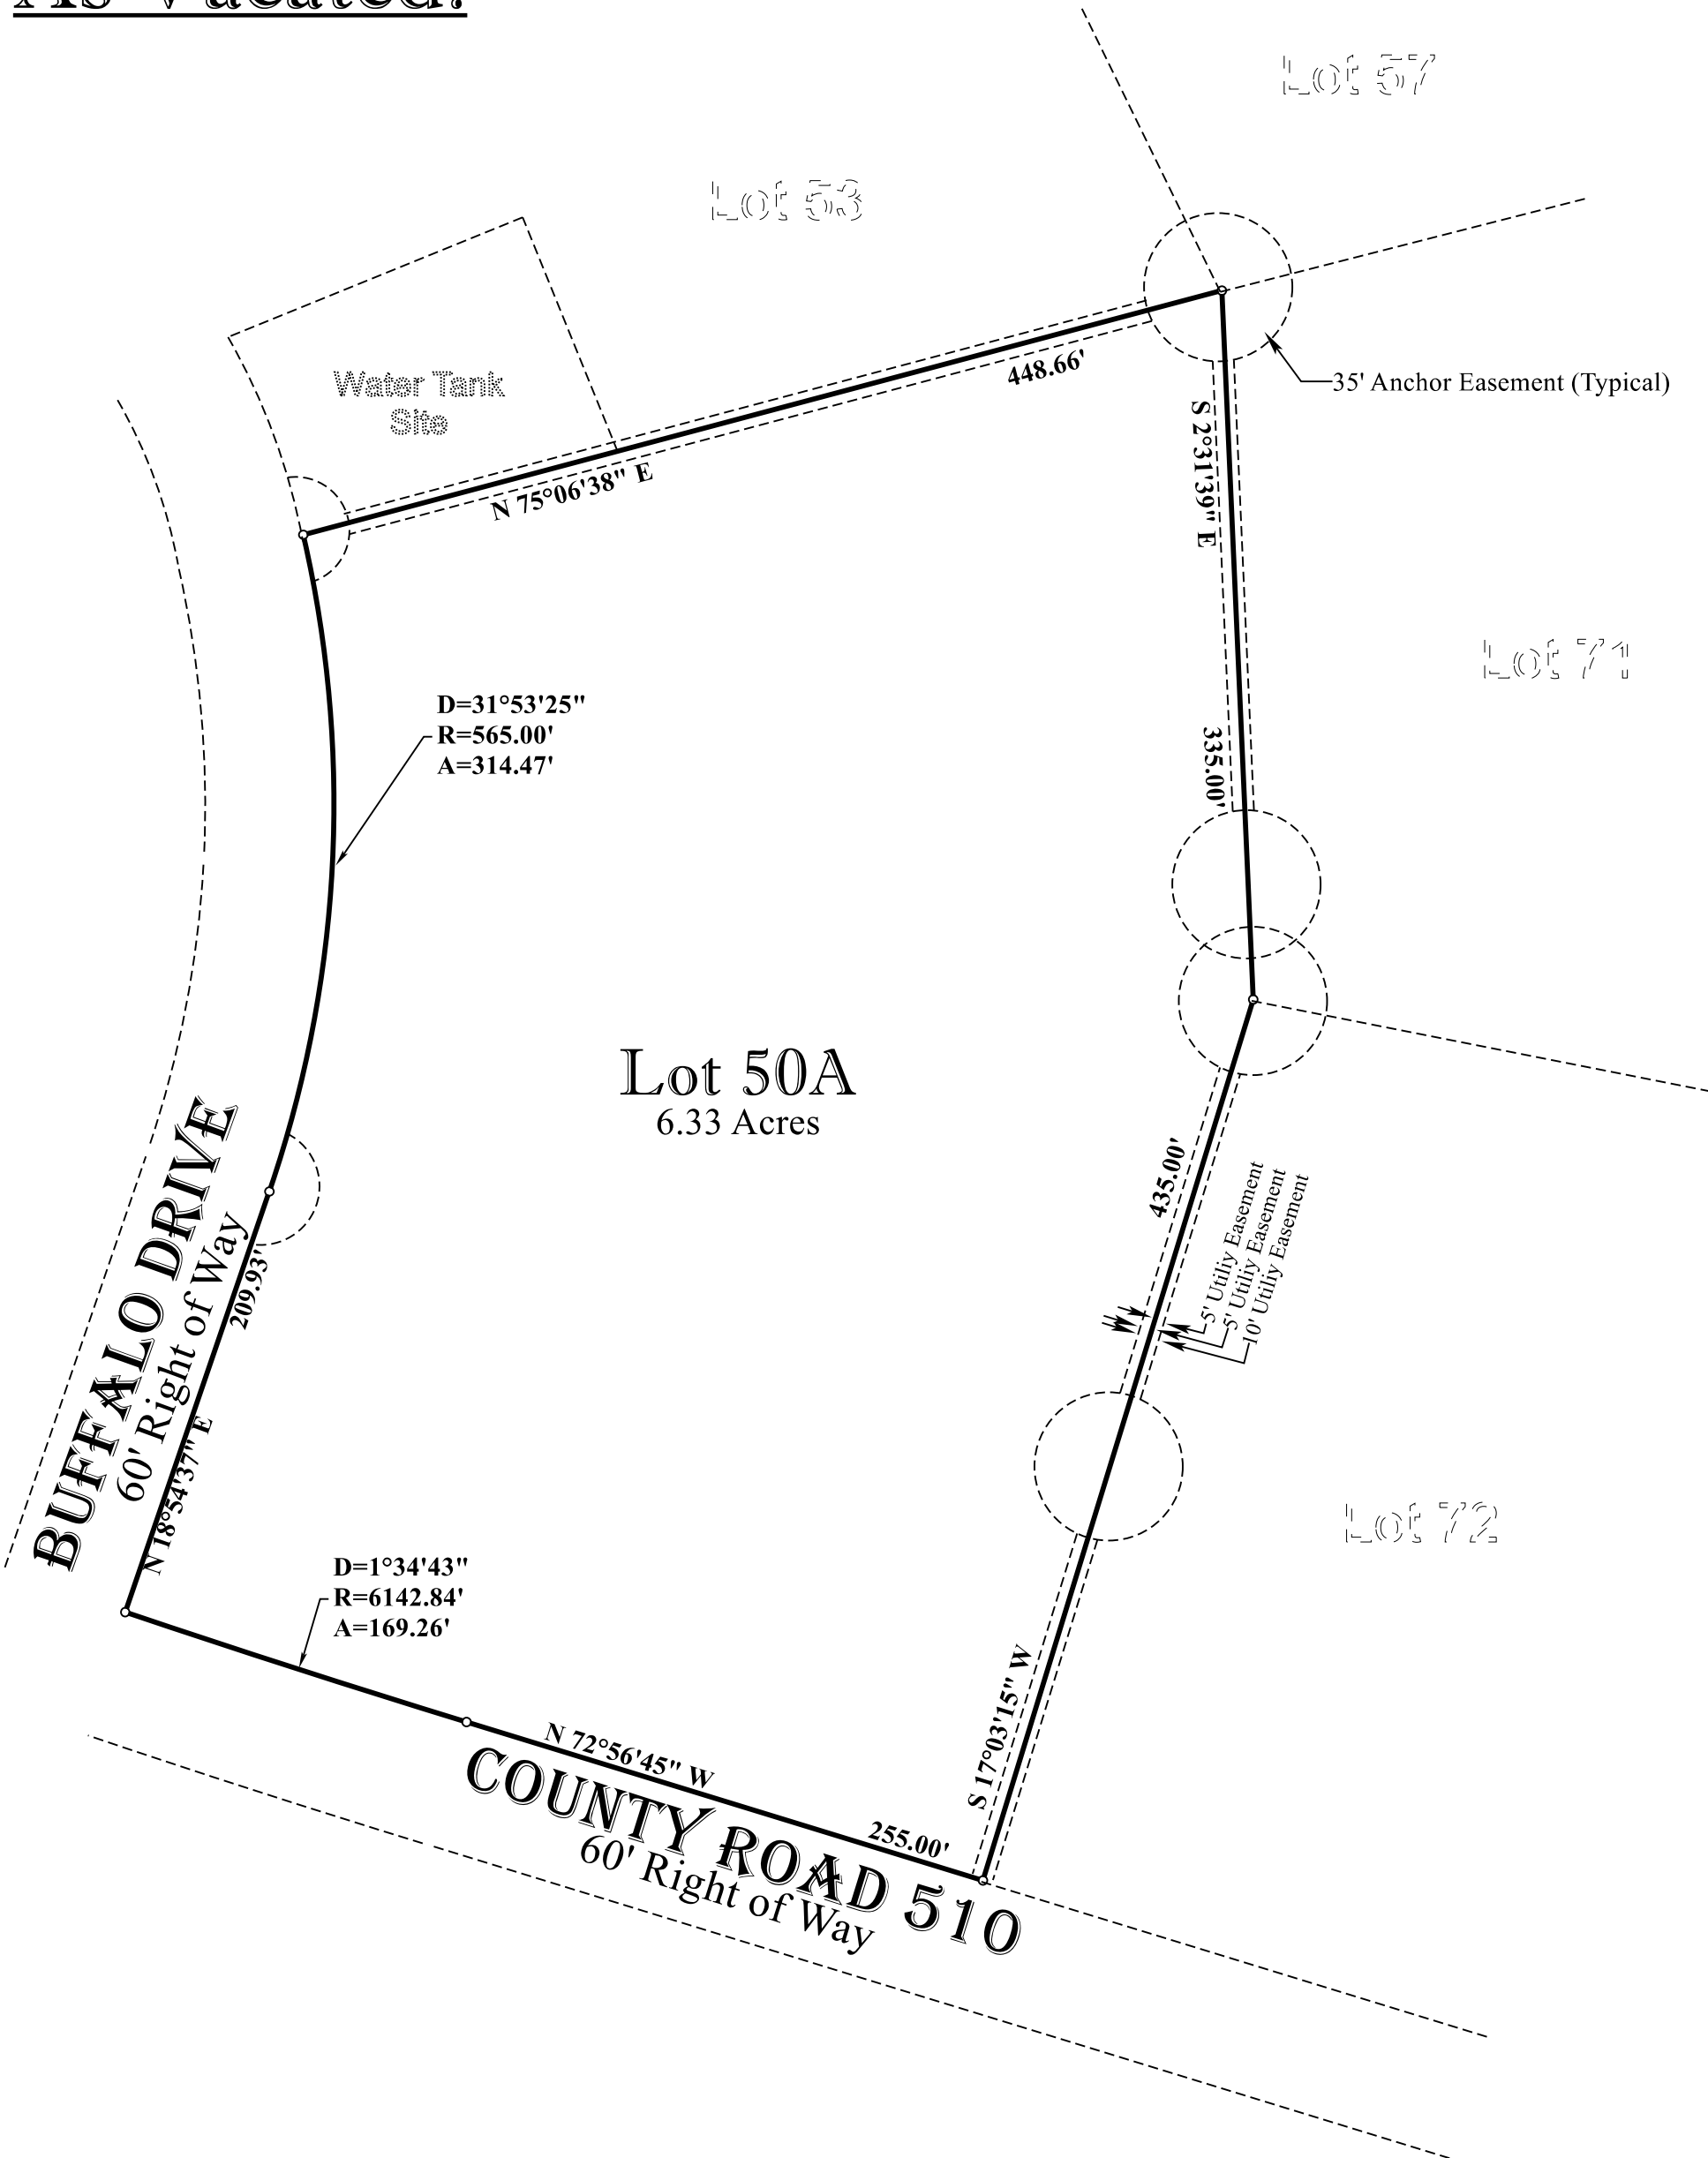 As Vacated:
Lot 57
Lot 53
Water Tank
Site
448.66'
35' Anchor Easement (Typical)
N 75°06'38" E
S 2°31'39" E
Lot 71
D=31°53'25"
R=565.00'
A=314.47'
335.00'
Lot 50A
6.33 Acres
435.00'
5' Utiliy Easement
5' Utiliy Easement
10' Utiliy Easement
BUFFALO DRIVE
60' Right of Way
209.93'
N 18°54'37" E
Lot 72
D=1°34'43"
R=6142.84'
A=169.26'
S 17°03'15" W
N 72°56'45" W
255.00'
COUNTY ROAD 510
60' Right of Way